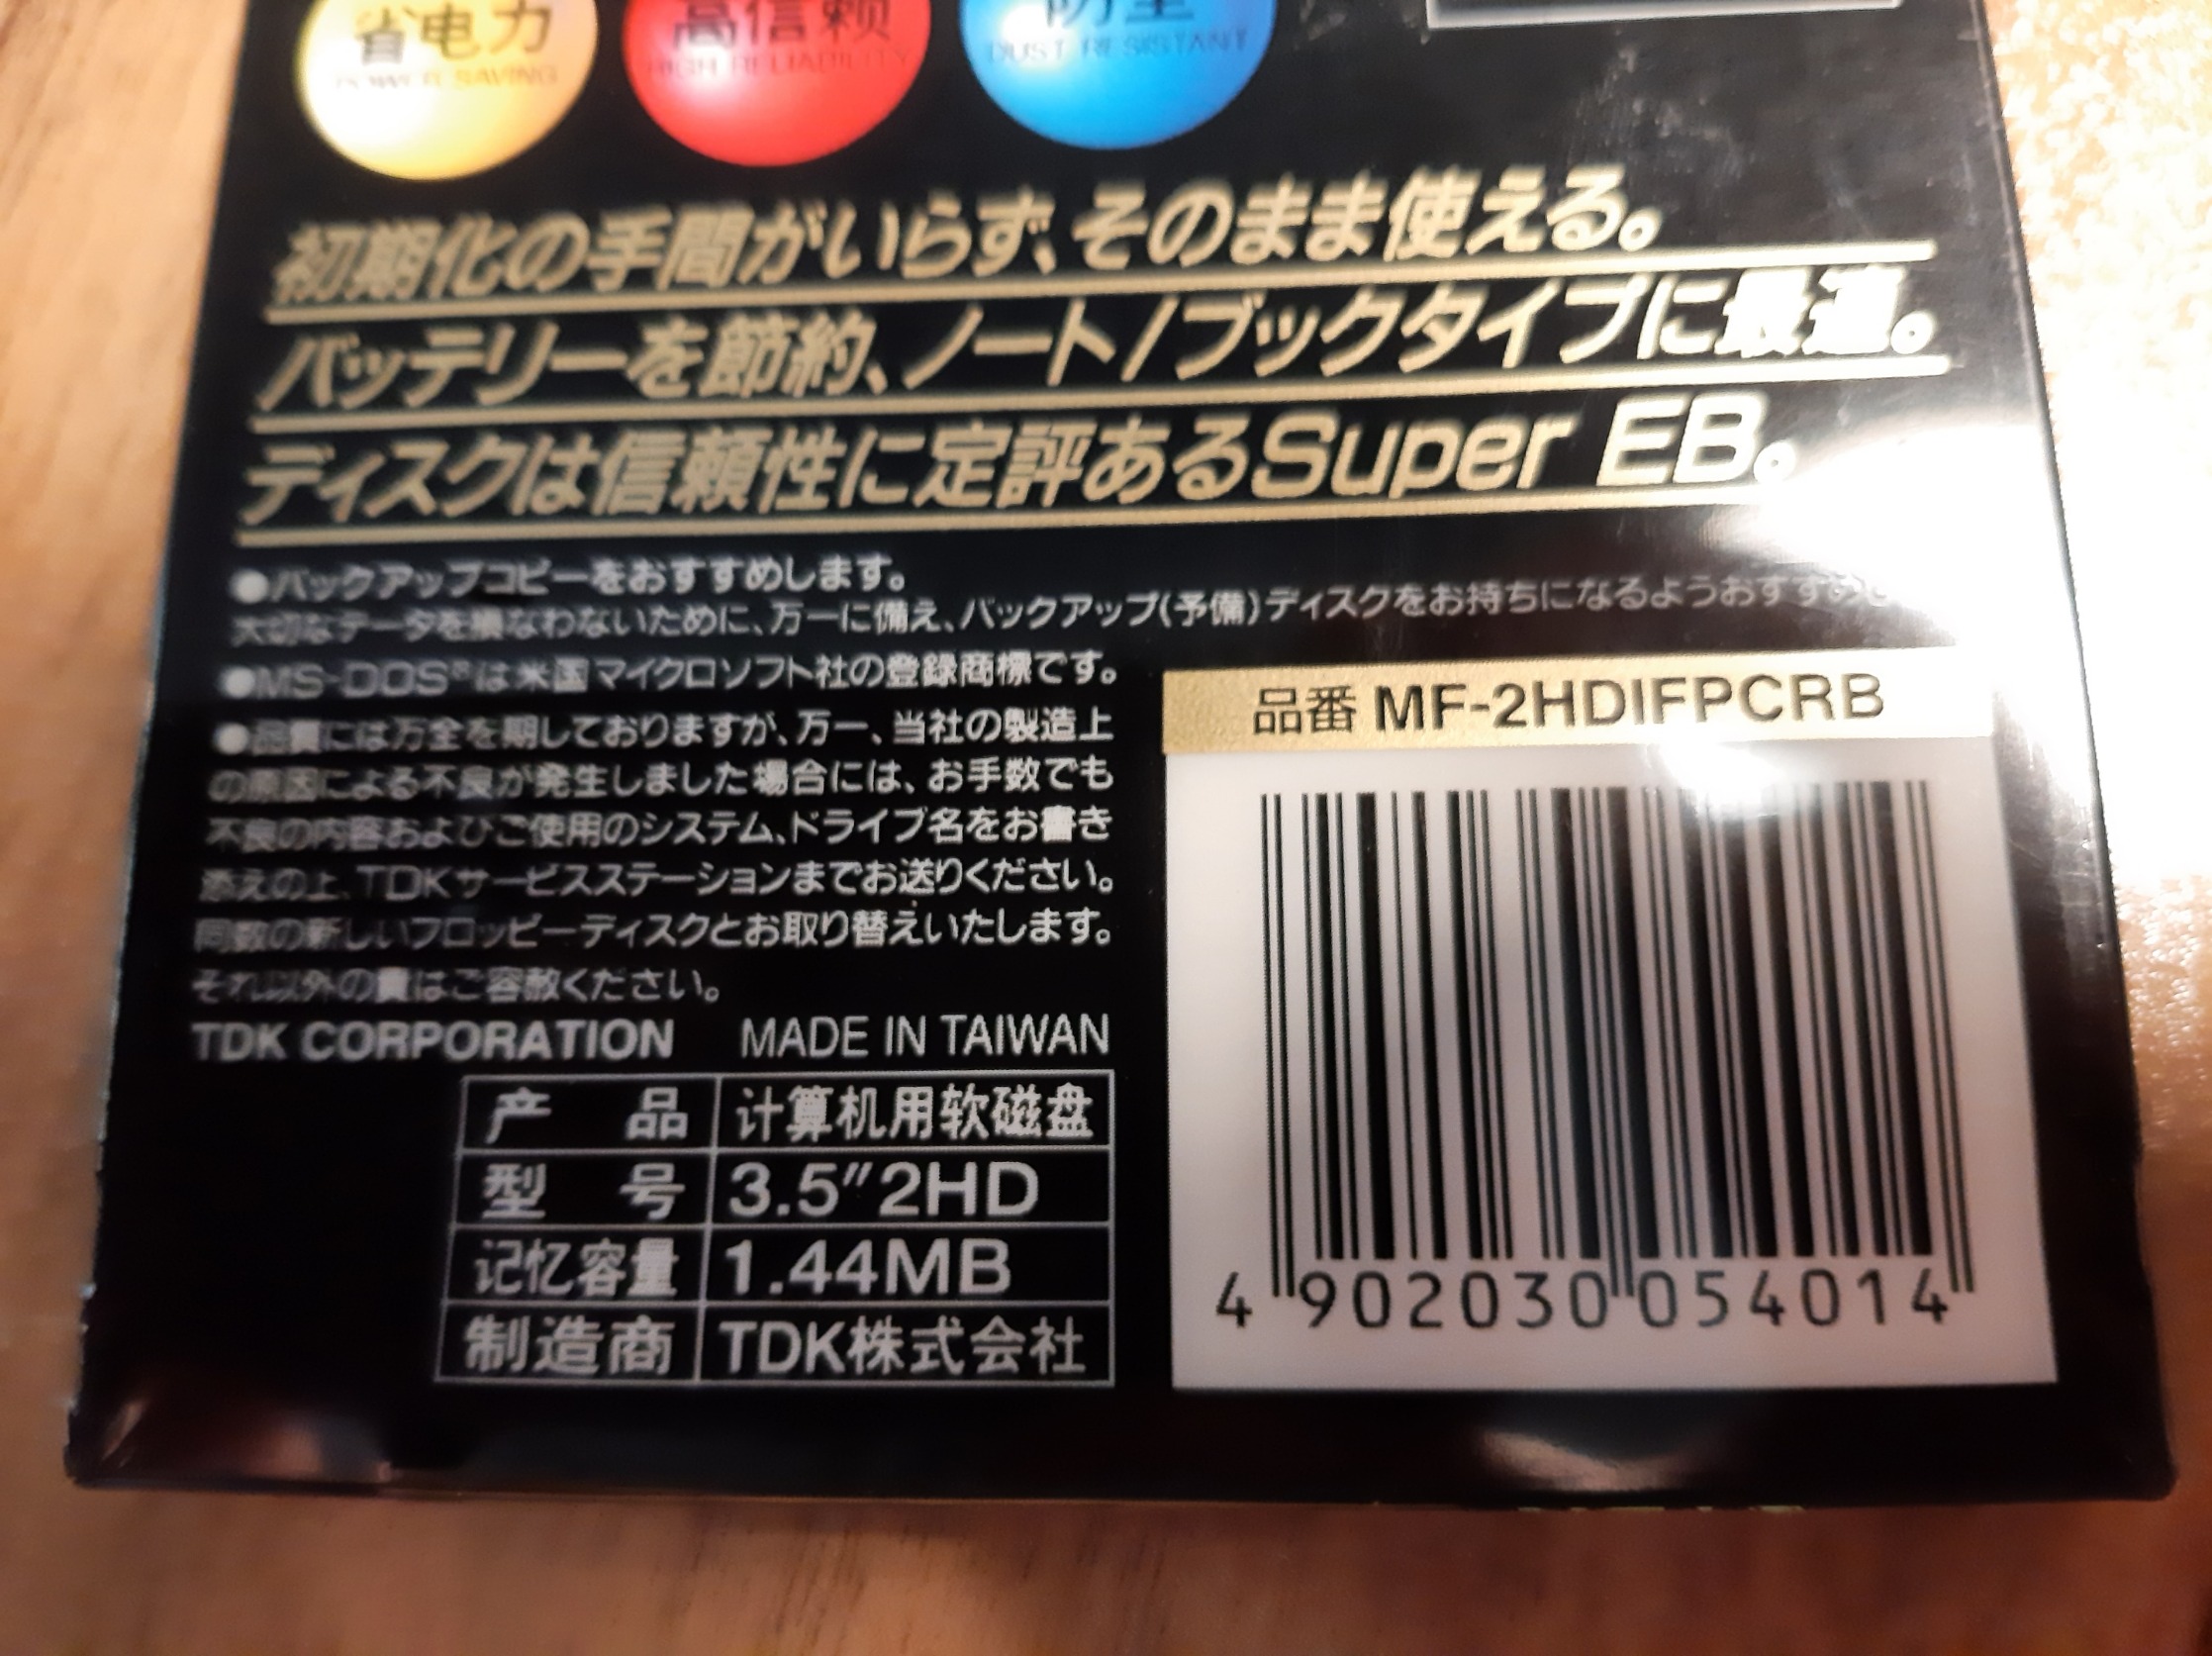 省电力
POWER SAVING
高信赖
HIGH RELIABILITY
防尘
DUST RESISTANT
初期化の手間がいらず、そのまま使える。
バッテリーを節約、ノート/ブックタイプに最適。
ディスクは信頼性に定評あるSuper EB。
●バックアップコピーをおすすめします。
大切なデータを損なわないために、万一に備え、バックアップ(予備)ディスクをお持ちになるようおすすめし
●MS-DOS®は米国マイクロソフト社の登録商標です。
●品質には万全を期しておりますが、万一、当社の製造上
の原因による不良が発生しました場合には、お手数でも
不良の内容およびご使用のシステム、ドライブ名をお書き
添えの上、TDKサービスステーションまでお送りください。
同数の新しいフロッピーディスクとお取り替えいたします。
それ以外の責はご容赦ください。
TDK CORPORATION MADE IN TAIWAN
产品 计算机用软磁盘
型号 3.5″2HD
记忆容量 1.44MB
制造商 TDK株式会社
品番 MF-2HDIFPCRB
4 902030 054014